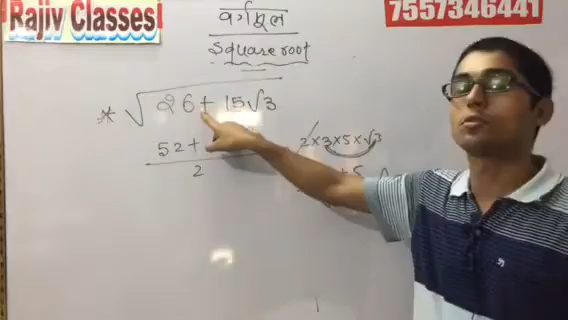 Rajiv Classes
7557346441
वर्गमूल
Square root
* √26 + 15√3
52 +
2
2×3×5×√3